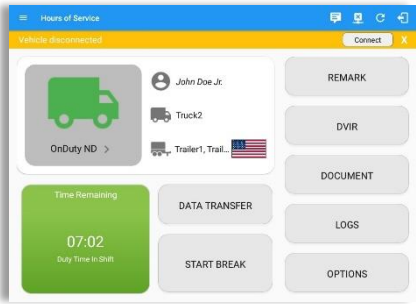 Hours of Service
Vehicle disconnected
Connect
X
OnDuty ND >
John Doe Jr.
Truck2
Trailer1, Trail...
Time Remaining
07:02
Duty Time In Shift
DATA TRANSFER
START BREAK
REMARK
DVIR
DOCUMENT
LOGS
OPTIONS